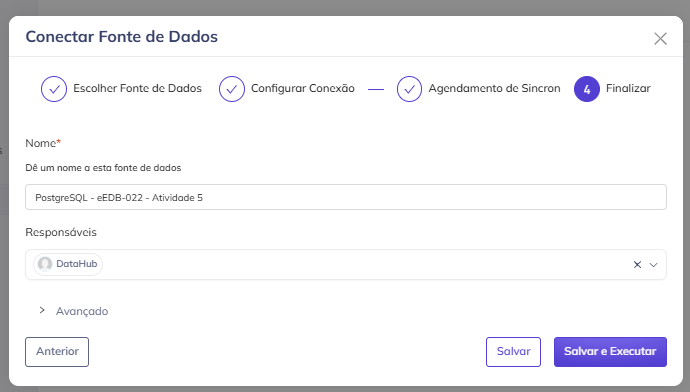 Conectar Fonte de Dados
Escolher Fonte de Dados
Configurar Conexão
Agendamento de Sincron
4 Finalizar
Nome*
Dê um nome a esta fonte de dados
PostgreSQL - eEDB-022 - Atividade 5
Responsáveis
DataHub
Avançado
Anterior
Salvar
Salvar e Executar